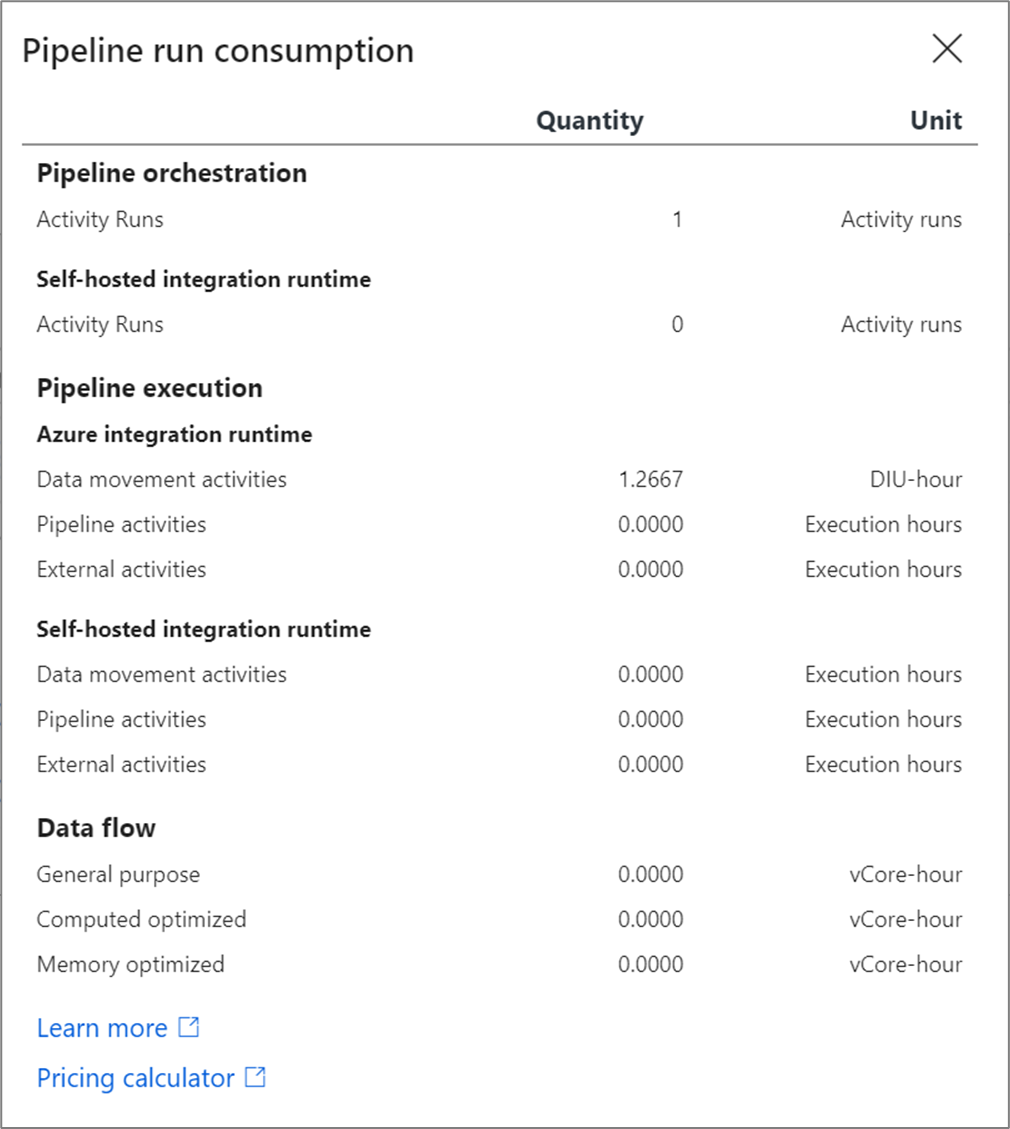 Pipeline run consumption
Quantity Unit
Pipeline orchestration
Activity Runs 1 Activity runs
Self-hosted integration runtime
Activity Runs 0 Activity runs
Pipeline execution
Azure integration runtime
Data movement activities 1.2667 DIU-hour
Pipeline activities 0.0000 Execution hours
External activities 0.0000 Execution hours
Self-hosted integration runtime
Data movement activities 0.0000 Execution hours
Pipeline activities 0.0000 Execution hours
External activities 0.0000 Execution hours
Data flow
General purpose 0.0000 vCore-hour
Computed optimized 0.0000 vCore-hour
Memory optimized 0.0000 vCore-hour
Learn more
Pricing calculator